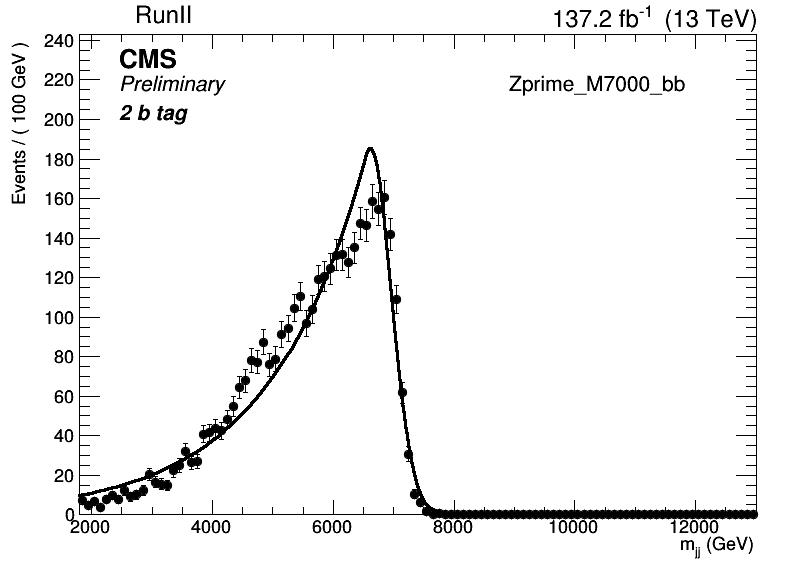 RunII
137.2 fb-1 (13 TeV)
CMS
Preliminary
2 b tag
Zprime_M7000_bb
Events / ( 100 GeV )
240
220
200
180
160
140
120
100
80
60
40
20
0
2000 4000 6000 8000 10000 12000
mjj (GeV)